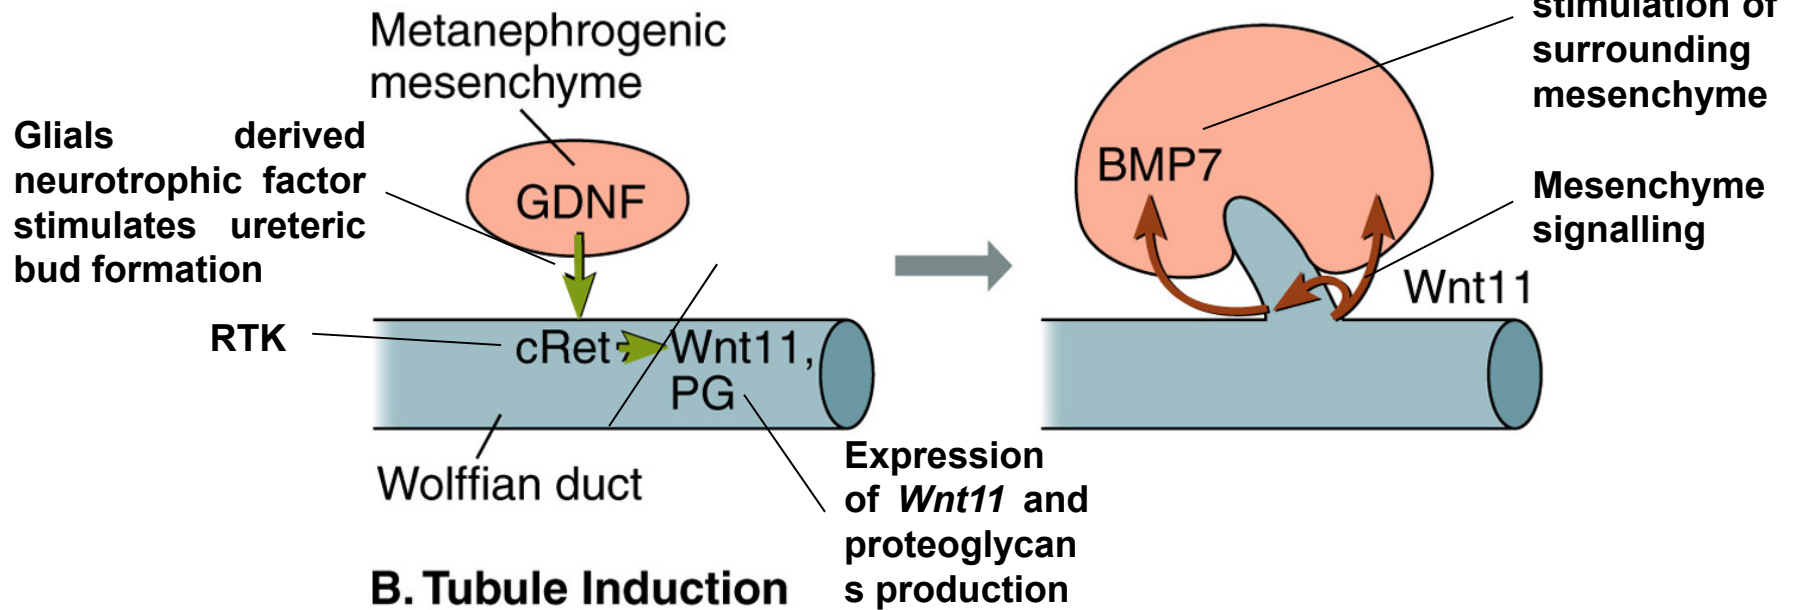 Metanephrogenic
mesenchyme
Glials derived
neurotrophic factor
stimulates ureteric
bud formation
GDNF
RTK
cRet
Wnt11,
PG
Wolffian duct
Expression
of Wnt11 and
proteoglycan
s production
B. Tubule Induction
stimulation of
surrounding
mesenchyme
BMP7
Mesenchyme
signalling
Wnt11